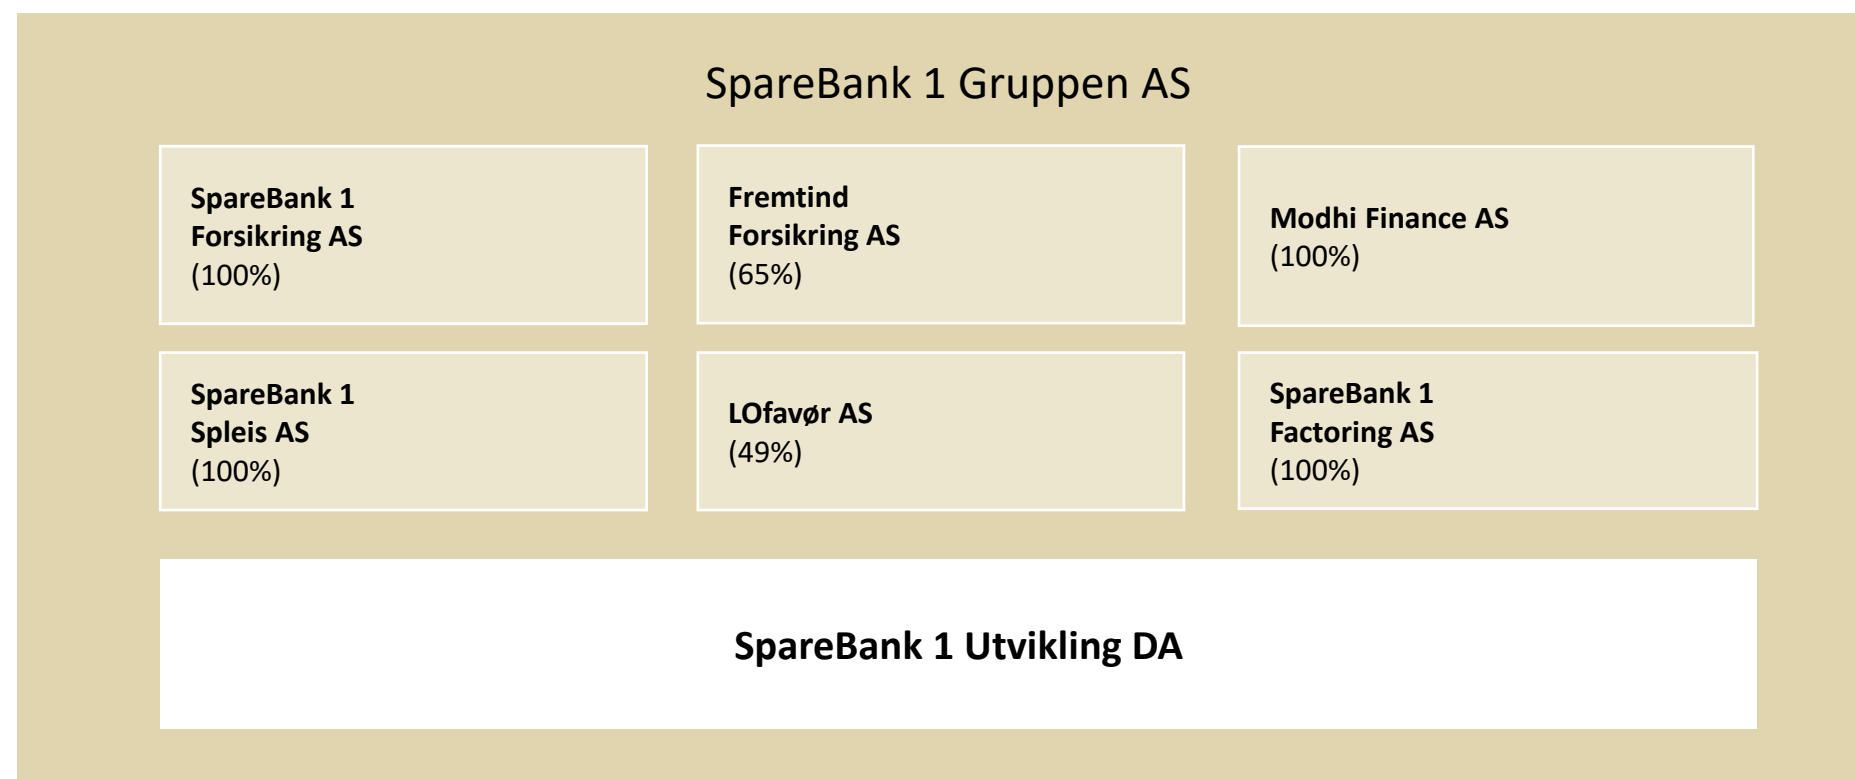 SpareBank 1 Gruppen AS
SpareBank 1
Forsikring AS
(100%)
Fremtind
Forsikring AS
(65%)
Modhi Finance AS
(100%)
SpareBank 1
Spleis AS
(100%)
LOfavør AS
(49%)
SpareBank 1
Factoring AS
(100%)
SpareBank 1 Utvikling DA